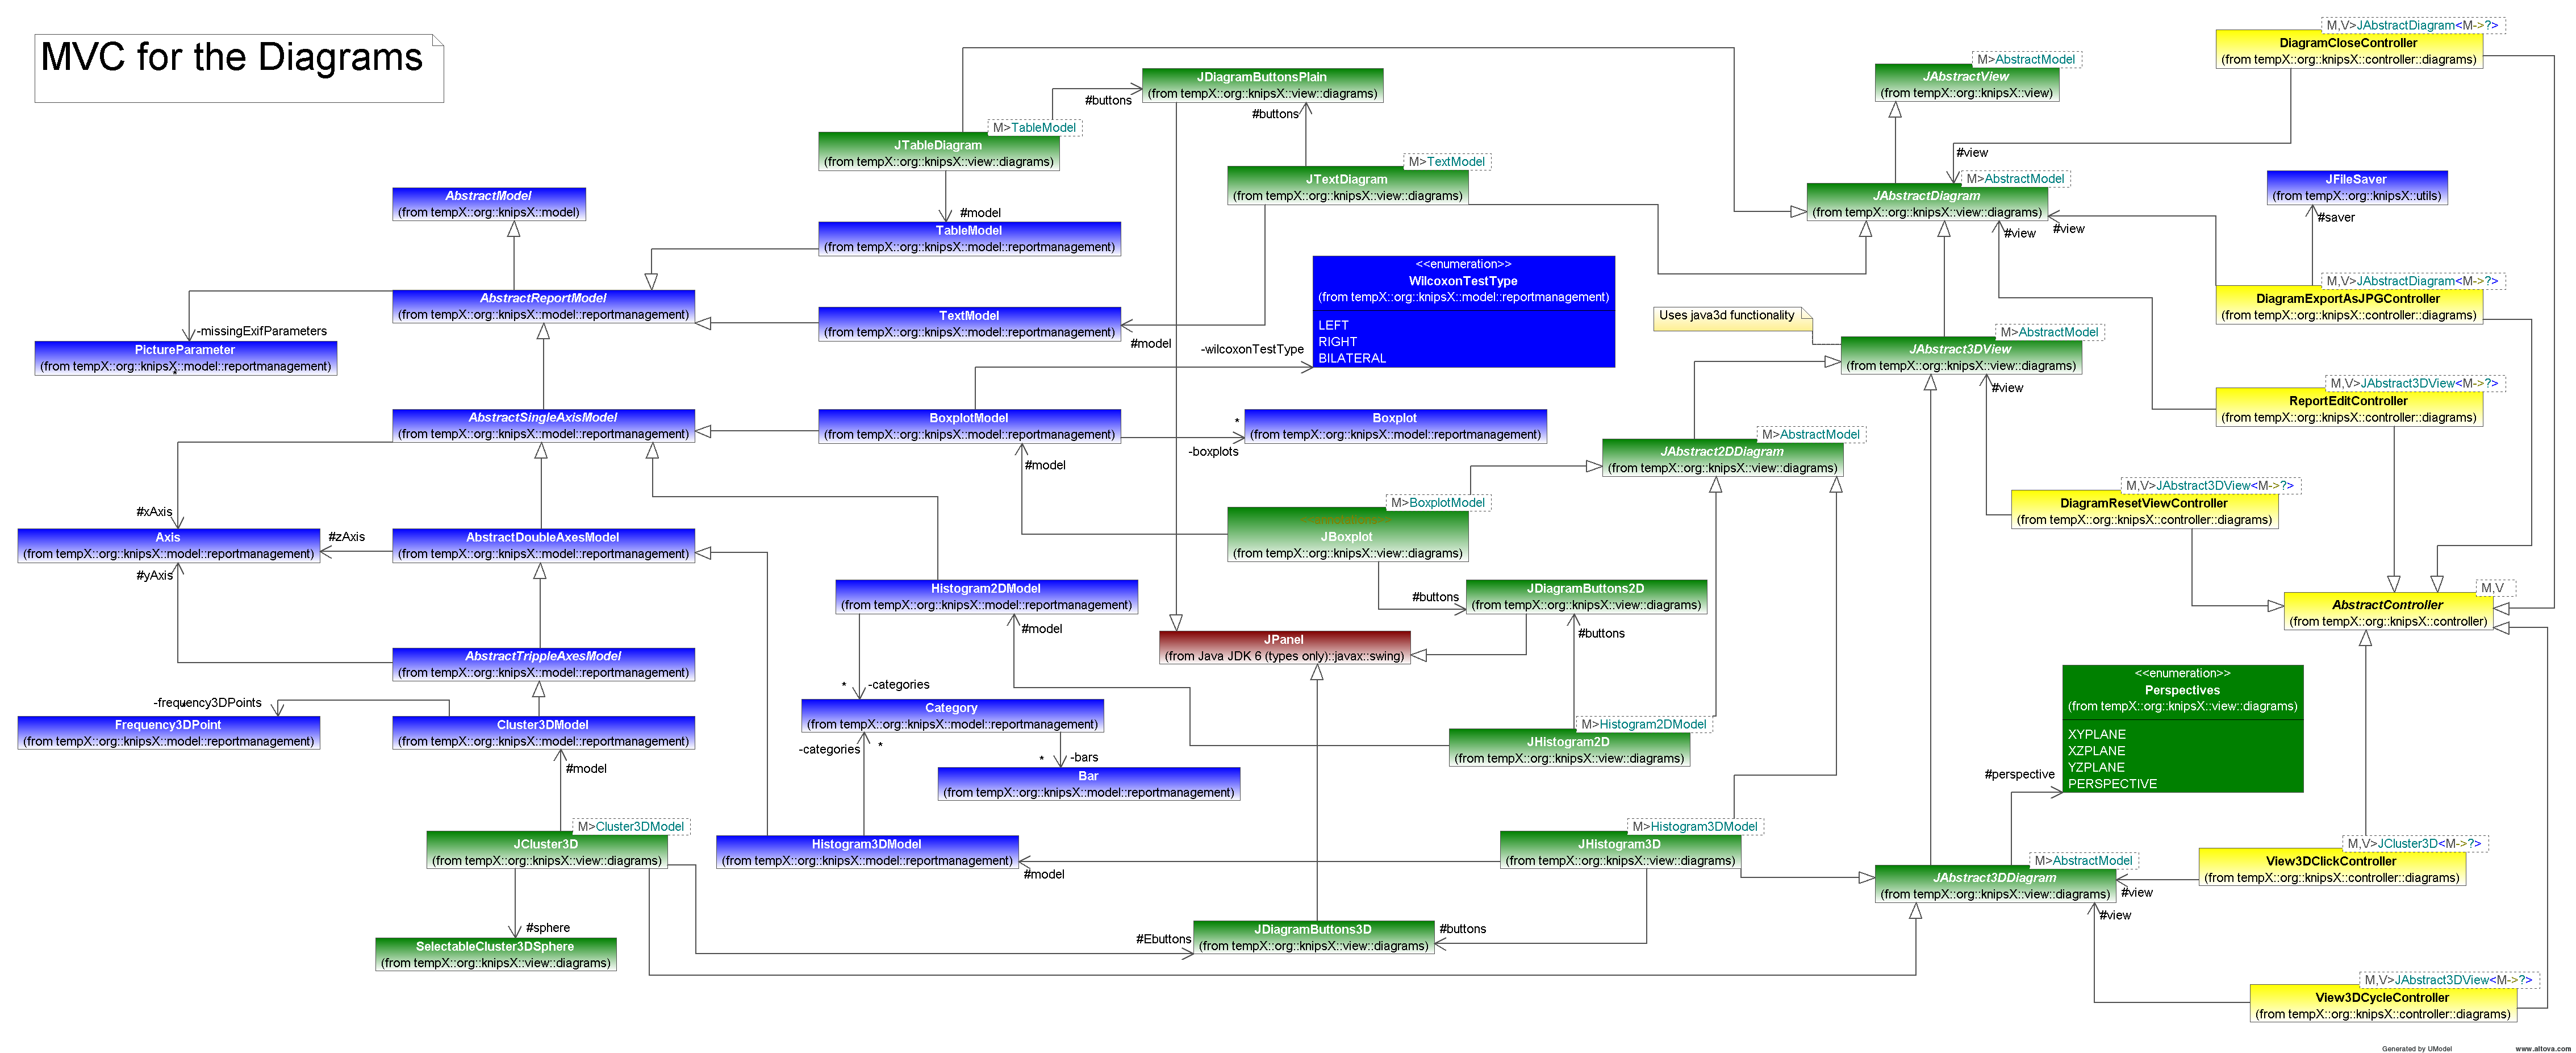 MVC for the Diagrams
M,V>JAbstractDiagram<M->?>
DiagramCloseController
(from tempX::org::knipsX::controller::diagrams)
M>AbstractModel
JAbstractView
(from tempX::org::knipsX::view)
JDiagramButtonsPlain
(from tempX::org::knipsX::view::diagrams)
#buttons
#buttons
M>TableModel
JTableDiagram
(from tempX::org::knipsX::view::diagrams)
#view
M>TextModel
JTextDiagram
(from tempX::org::knipsX::view::diagrams)
M>AbstractModel
JAbstractDiagram
(from tempX::org::knipsX::view::diagrams)
JFileSaver
(from tempX::org::knipsX::utils)
#saver
AbstractModel
(from tempX::org::knipsX::model)
#model
#view
#view
TableModel
(from tempX::org::knipsX::model::reportmanagement)
<<enumeration>>
WilcoxonTestType
(from tempX::org::knipsX::model::reportmanagement)
LEFT
RIGHT
BILATERAL
M,V>JAbstractDiagram<M->?>
DiagramExportAsJPGController
(from tempX::org::knipsX::controller::diagrams)
AbstractReportModel
(from tempX::org::knipsX::model::reportmanagement)
-missingExifParameters
TextModel
(from tempX::org::knipsX::model::reportmanagement)
#model
-wilcoxonTestType
Uses java3d functionality
M>AbstractModel
JAbstract3DView
(from tempX::org::knipsX::view::diagrams)
PictureParameter
(from tempX::org::knipsX::model::reportmanagement)
*
#view
M,V>JAbstract3DView<M->?>
ReportEditController
(from tempX::org::knipsX::controller::diagrams)
AbstractSingleAxisModel
(from tempX::org::knipsX::model::reportmanagement)
BoxplotModel
(from tempX::org::knipsX::model::reportmanagement)
*
-boxplots
Boxplot
(from tempX::org::knipsX::model::reportmanagement)
M>AbstractModel
JAbstract2DDiagram
(from tempX::org::knipsX::view::diagrams)
#model
M,V>JAbstract3DView<M->?>
DiagramResetViewController
(from tempX::org::knipsX::controller::diagrams)
M>BoxplotModel
JBoxplot
(from tempX::org::knipsX::view::diagrams)
#xAxis
Axis
(from tempX::org::knipsX::model::reportmanagement)
#zAxis
AbstractDoubleAxesModel
(from tempX::org::knipsX::model::reportmanagement)
#yAxis
Histogram2DModel
(from tempX::org::knipsX::model::reportmanagement)
#buttons
JDiagramButtons2D
(from tempX::org::knipsX::view::diagrams)
M,V
AbstractController
(from tempX::org::knipsX::controller)
#model
#buttons
JPanel
(from Java JDK 6 (types only)::javax::swing)
AbstractTrippleAxesModel
(from tempX::org::knipsX::model::reportmanagement)
<<enumeration>>
Perspectives
(from tempX::org::knipsX::view::diagrams)
XYPLANE
XZPLANE
YZPLANE
PERSPECTIVE
*
-categories
-frequency3DPoints
*
Category
(from tempX::org::knipsX::model::reportmanagement)
Frequency3DPoint
(from tempX::org::knipsX::model::reportmanagement)
Cluster3DModel
(from tempX::org::knipsX::model::reportmanagement)
M>Histogram2DModel
JHistogram2D
(from tempX::org::knipsX::view::diagrams)
-categories
*
*
-bars
#model
Bar
(from tempX::org::knipsX::model::reportmanagement)
#perspective
M>Cluster3DModel
JCluster3D
(from tempX::org::knipsX::view::diagrams)
Histogram3DModel
(from tempX::org::knipsX::model::reportmanagement)
#model
M>Histogram3DModel
JHistogram3D
(from tempX::org::knipsX::view::diagrams)
M,V>JCluster3D<M->?>
View3DClickController
(from tempX::org::knipsX::controller::diagrams)
M>AbstractModel
JAbstract3DDiagram
(from tempX::org::knipsX::view::diagrams)
#view
#view
#sphere
SelectableCluster3DSphere
(from tempX::org::knipsX::view::diagrams)
#Ebuttons
JDiagramButtons3D
(from tempX::org::knipsX::view::diagrams)
#buttons
M,V>JAbstract3DView<M->?>
View3DCycleController
(from tempX::org::knipsX::controller::diagrams)
Generated by UModel
www.altova.com